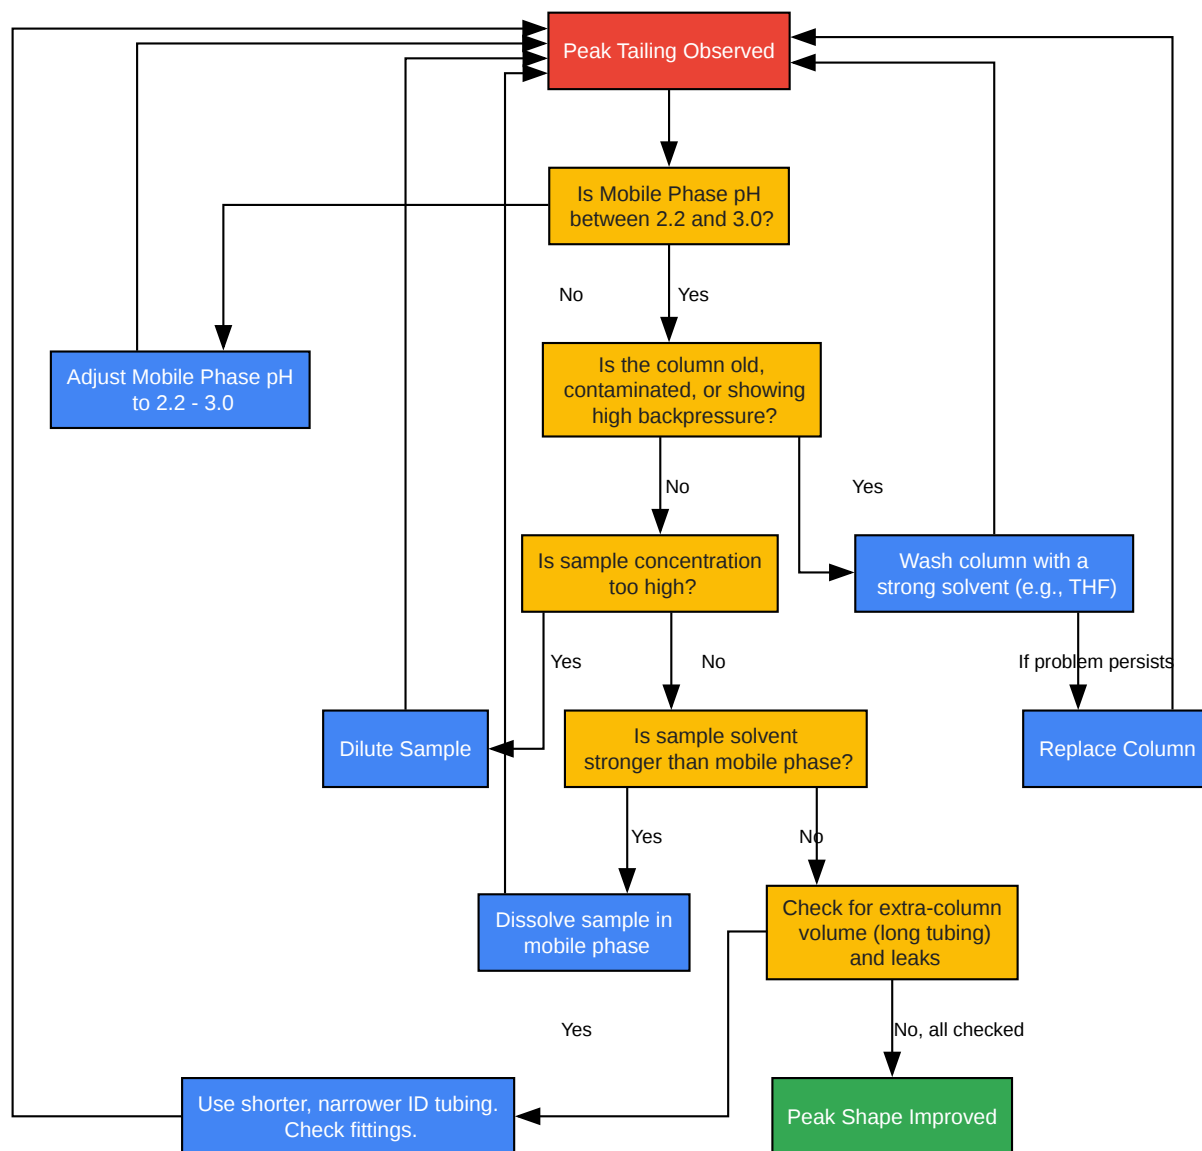 Peak Tailing Observed
Is Mobile Phase pH
between 2.2 and 3.0?
No
Yes
Adjust Mobile Phase pH
to 2.2 - 3.0
Is the column old,
contaminated, or showing
high backpressure?
No
Yes
Is sample concentration
too high?
Wash column with a
strong solvent (e.g., THF)
Yes
No
If problem persists
Dilute Sample
Is sample solvent
stronger than mobile phase?
Replace Column
Yes
No
Dissolve sample in
mobile phase
Check for extra-column
volume (long tubing)
and leaks
Yes
No, all checked
Use shorter, narrower ID tubing.
Check fittings.
Peak Shape Improved